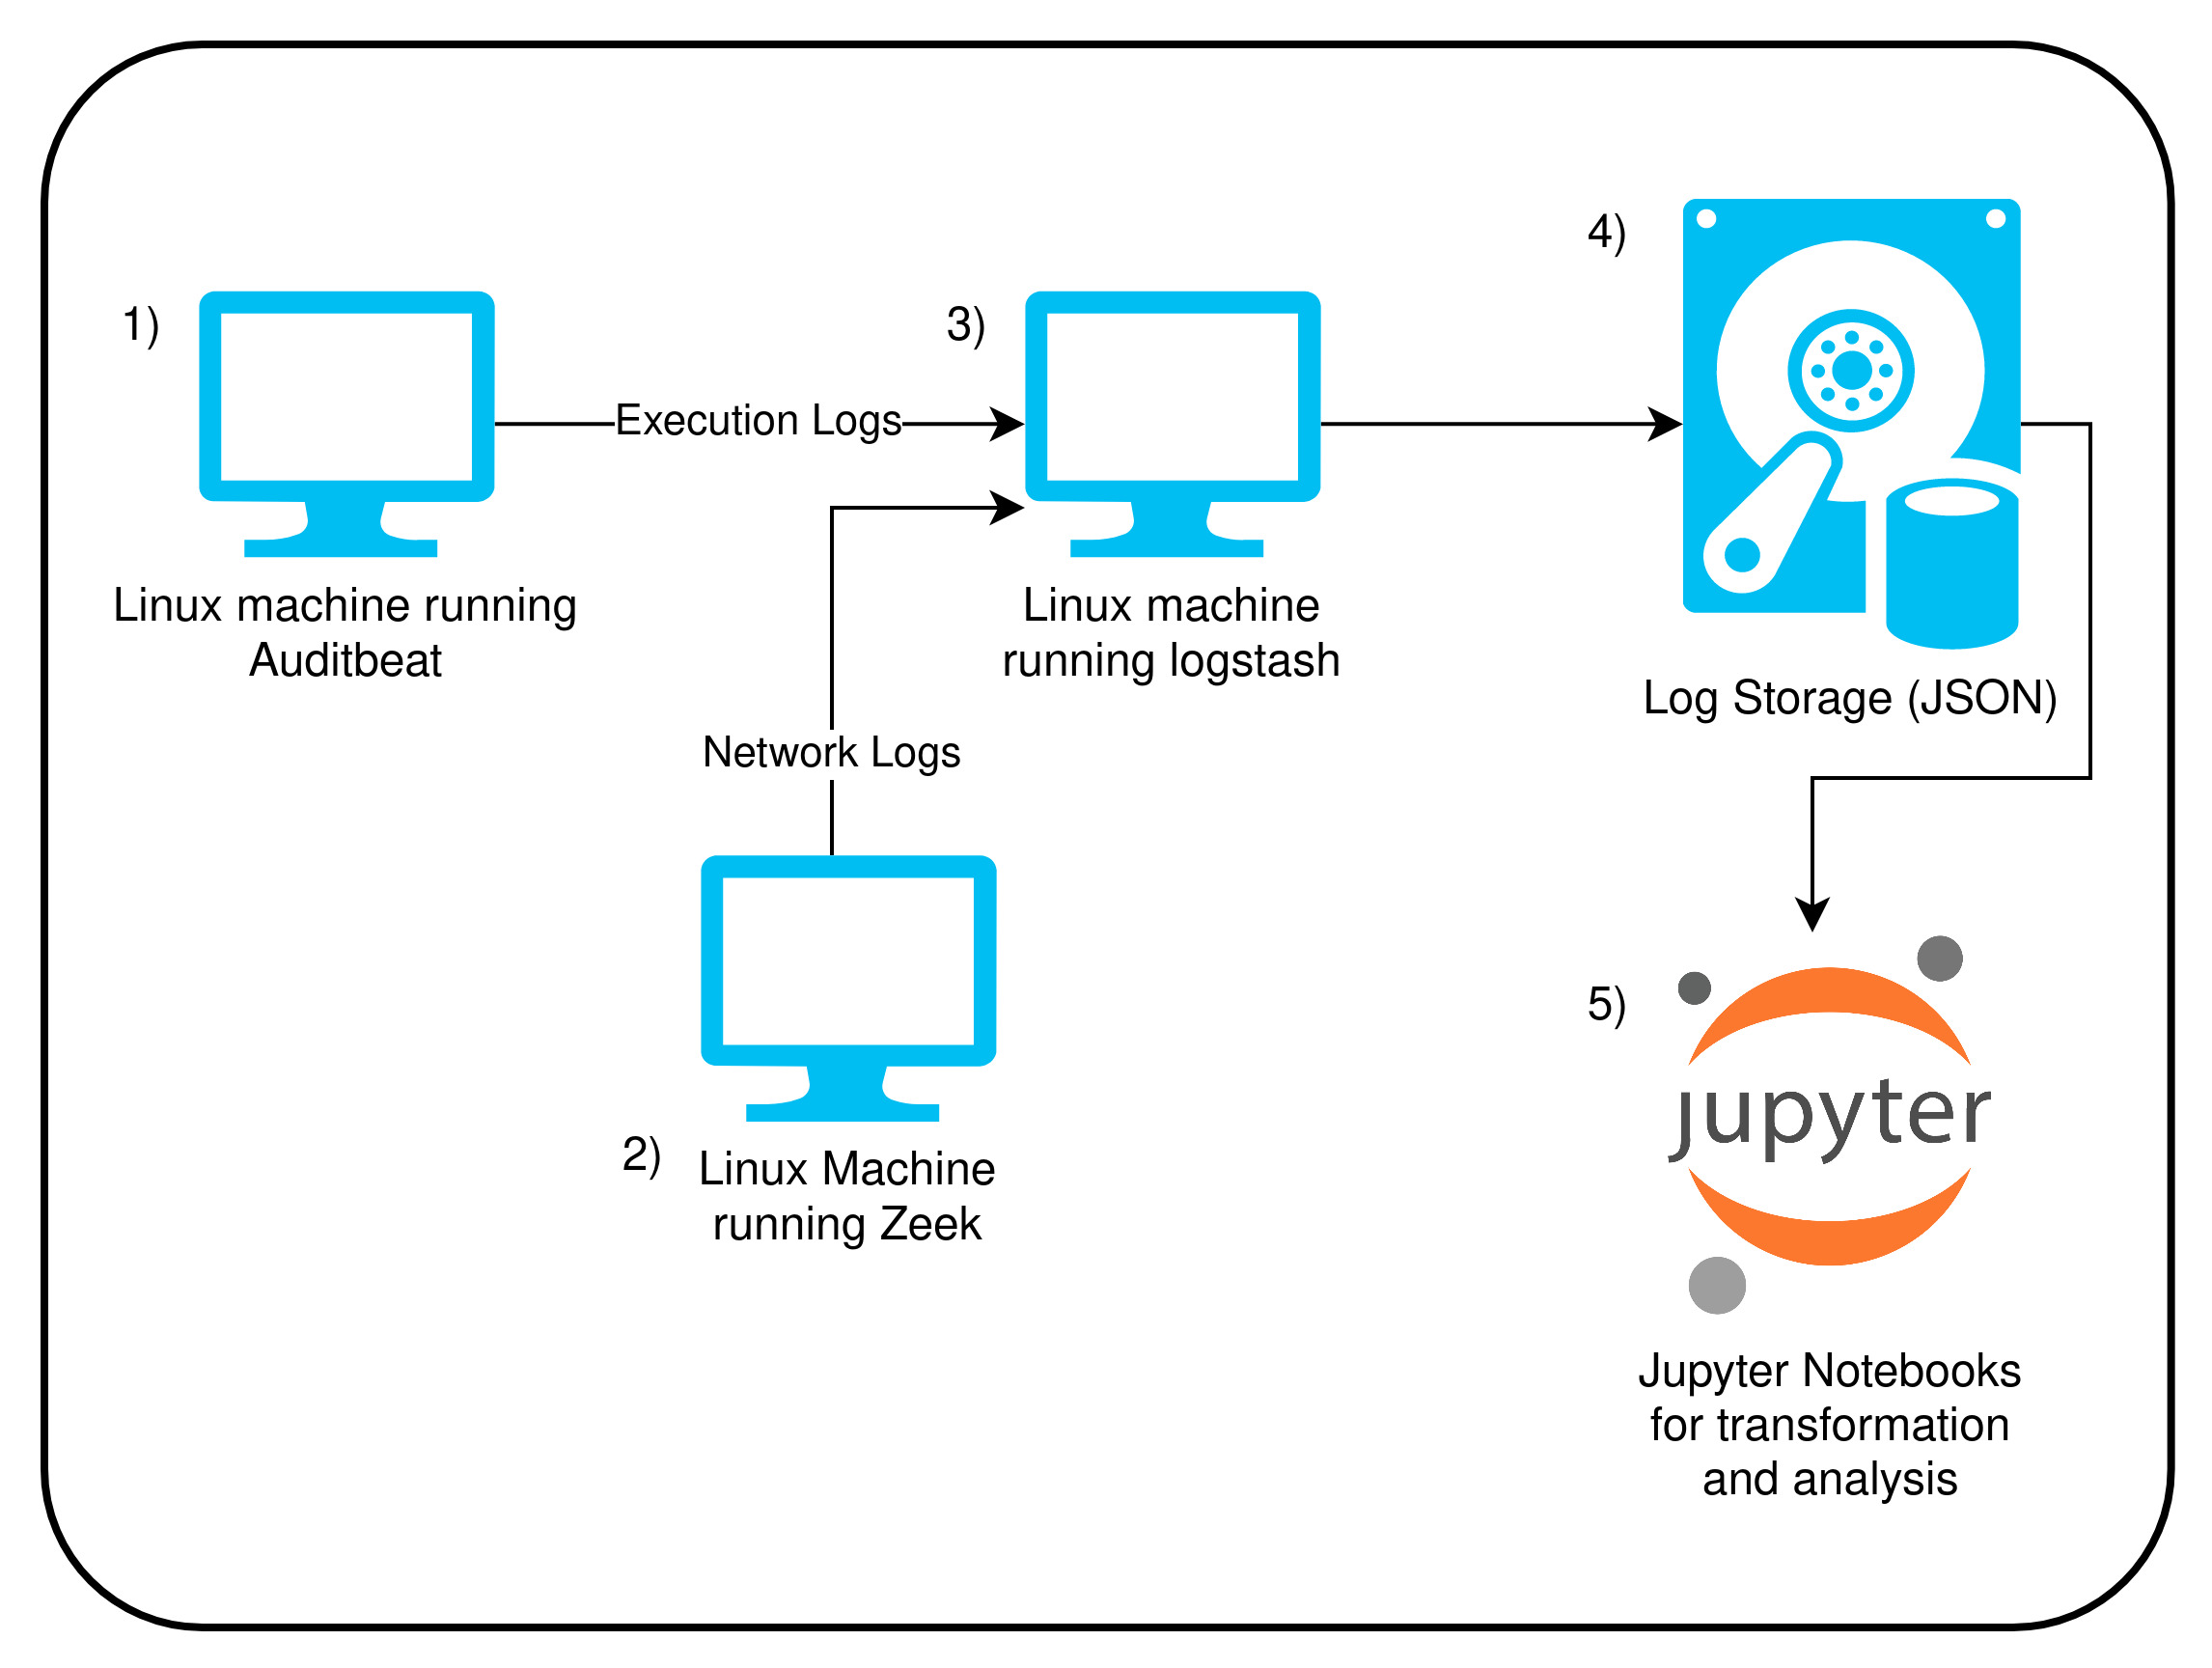 1)
Linux machine running
Auditbeat
Execution Logs
3)
Linux machine
running logstash
4)
Log Storage (JSON)
Network Logs
2)
Linux Machine
running Zeek
5)
jupyter
Jupyter Notebooks
for transformation
and analysis